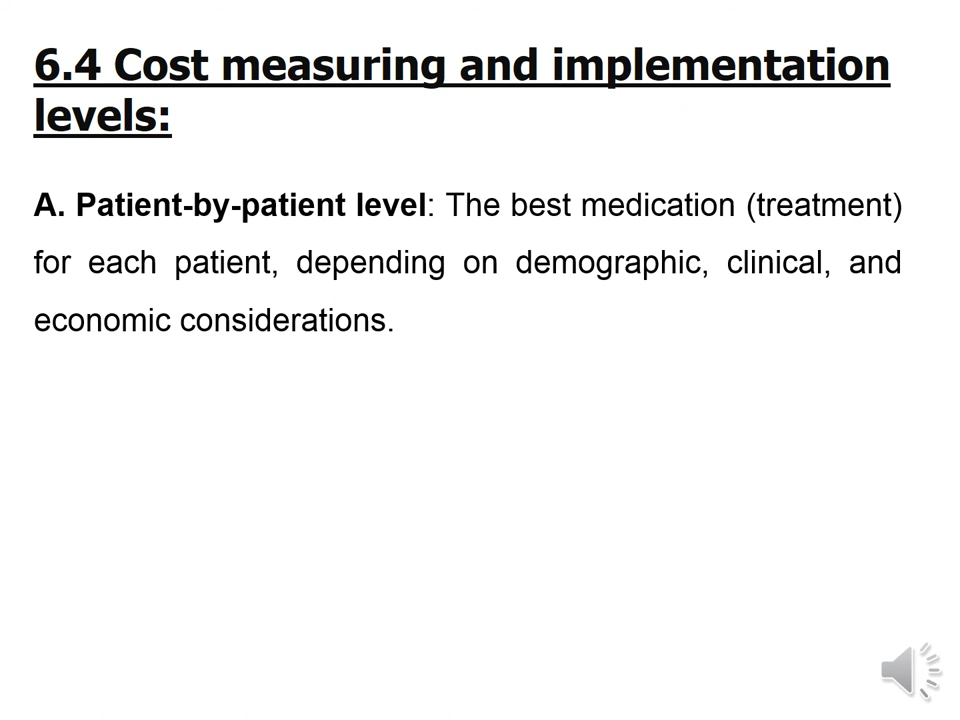 6.4 Cost measuring and implementation
levels:
A. Patient-by-patient level: The best medication (treatment)
for each patient, depending on demographic, clinical, and
economic considerations.